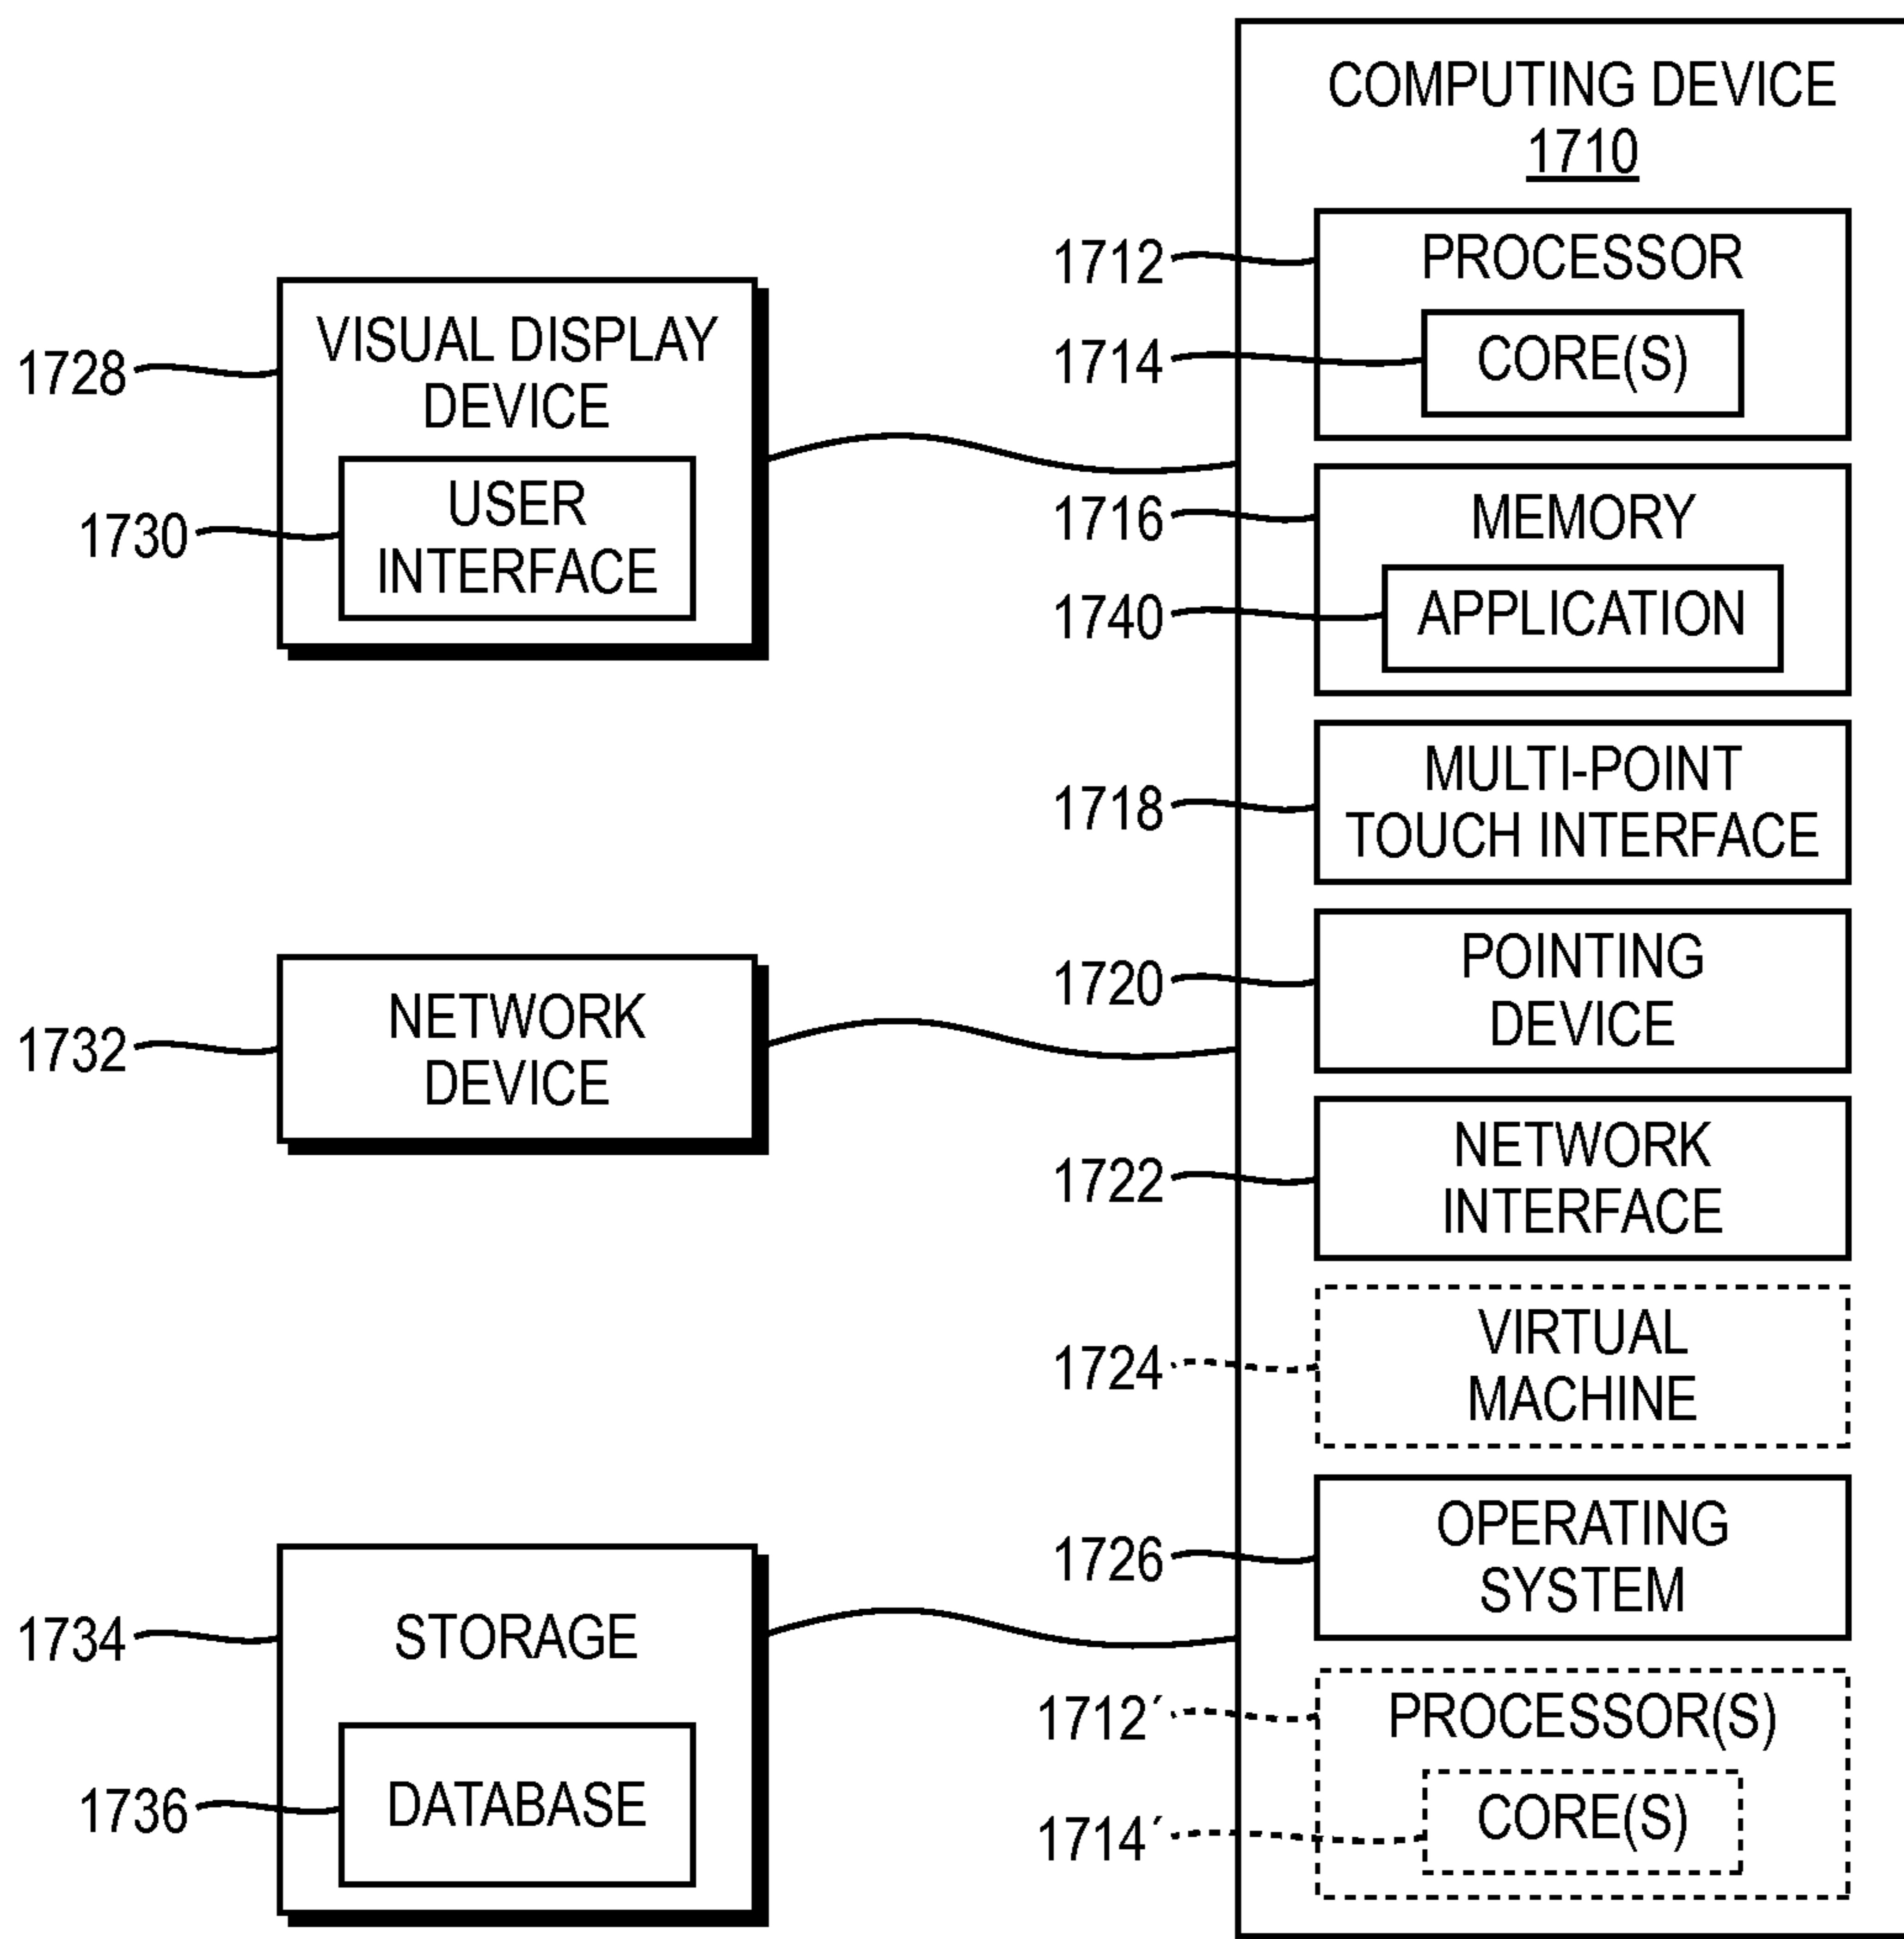 COMPUTING DEVICE
1710
1712
PROCESSOR
1714
CORE(S)
1716
MEMORY
1740
APPLICATION
1718
MULTI-POINT
TOUCH INTERFACE
1720
POINTING
DEVICE
1722
NETWORK
INTERFACE
1724
VIRTUAL
MACHINE
1726
OPERATING
SYSTEM
1712´
PROCESSOR(S)
1714´
CORE(S)
1728
VISUAL DISPLAY
DEVICE
1730
USER
INTERFACE
1732
NETWORK
DEVICE
1734
STORAGE
1736
DATABASE